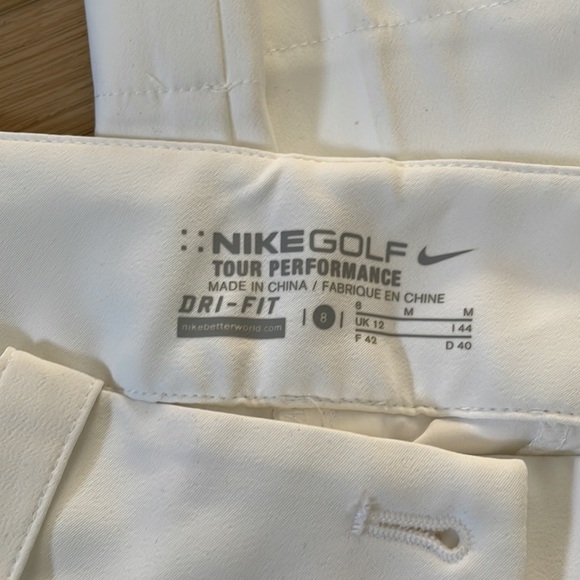 NIKEGOLF
TOUR PERFORMANCE
MADE IN CHINA / FABRIQUE EN CHINE
DRI-FIT
nikebetterworld.com
8
8 M M
UK 12 I 44
F 42 D 40